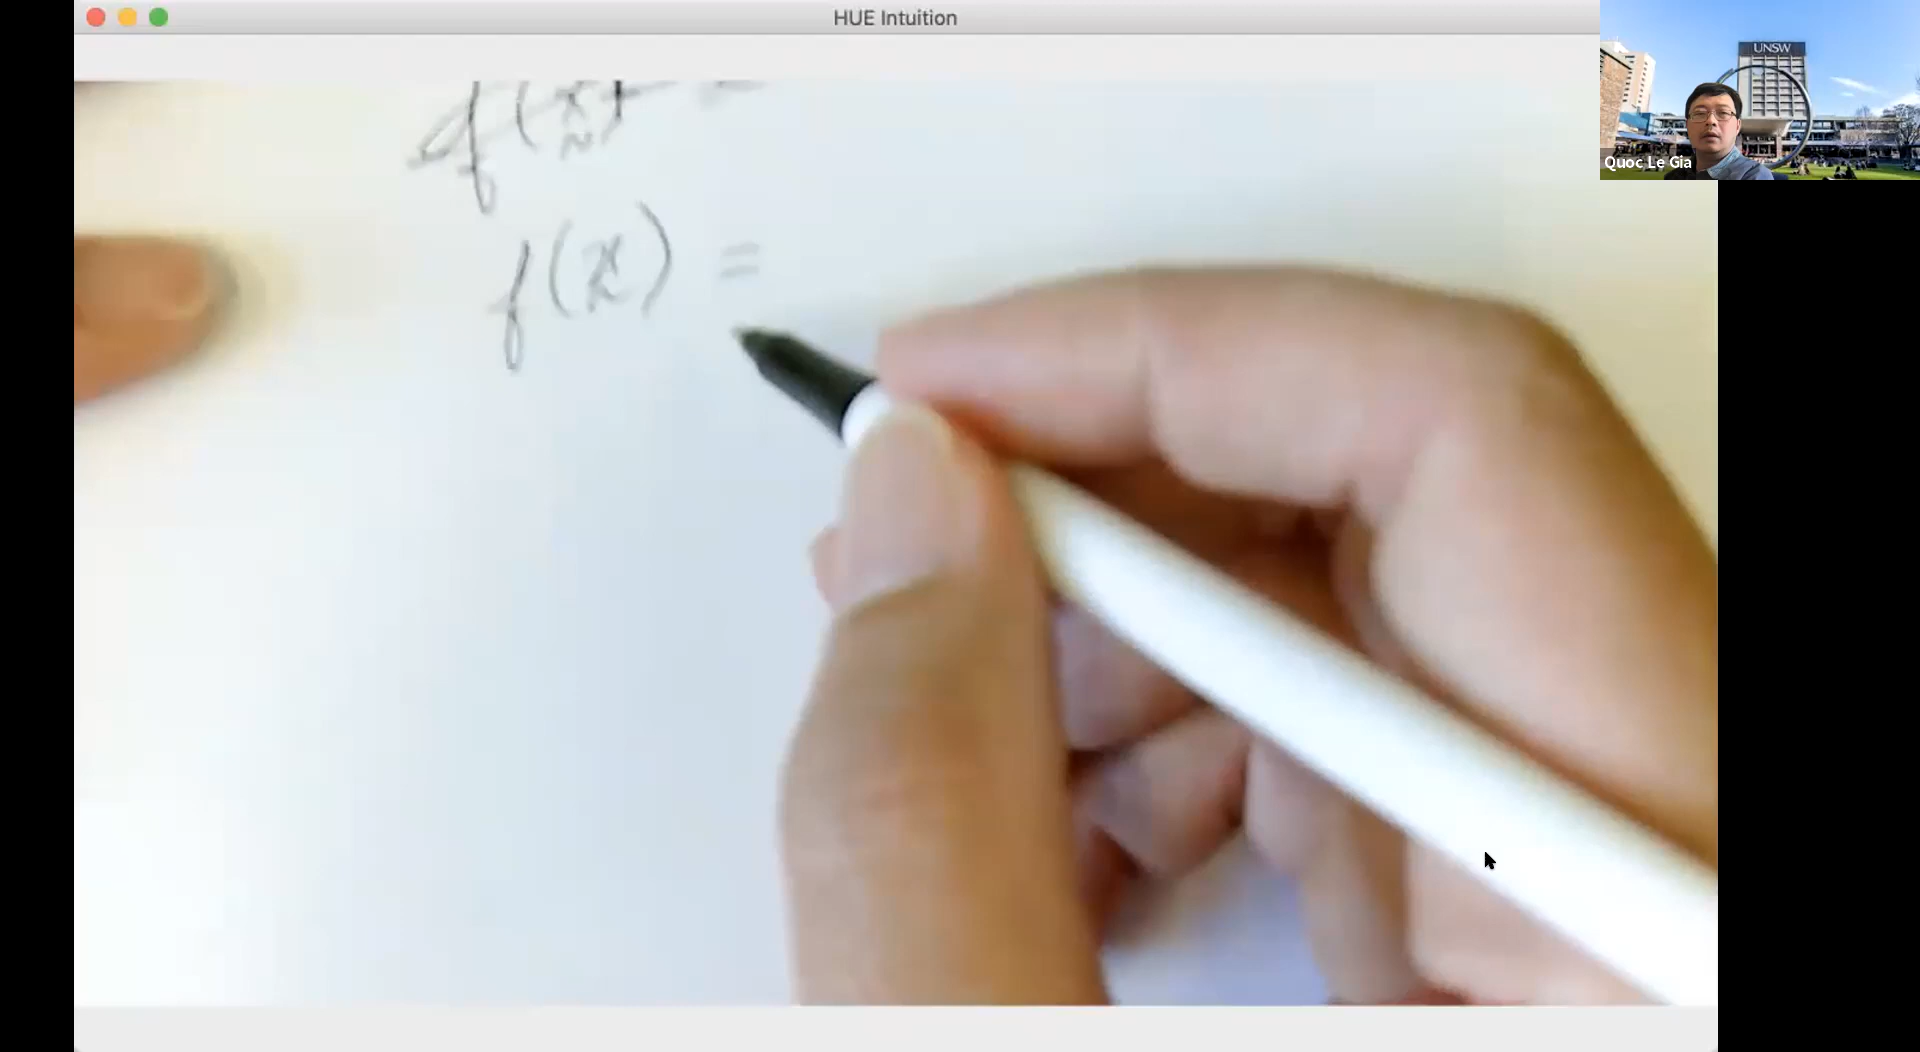 HUE Intuition
UNSW
Quoc Le Gia
f(x) =
f(x) =